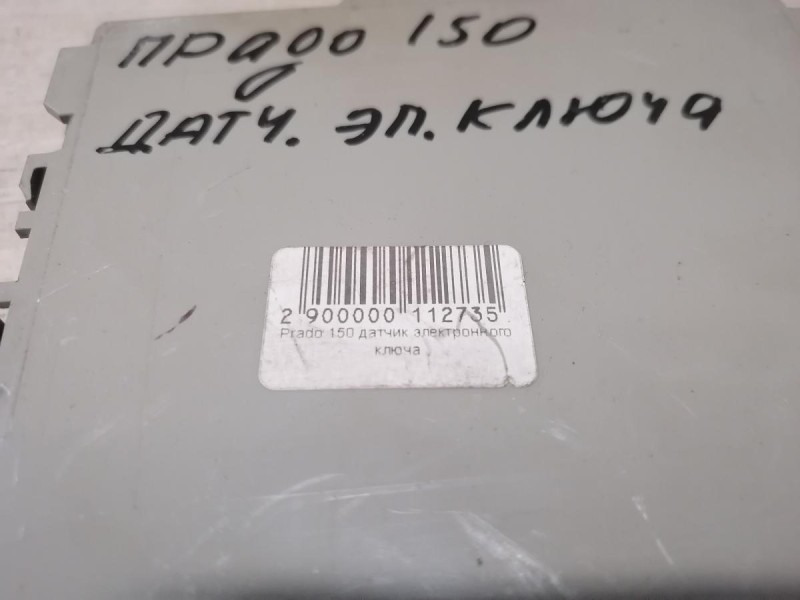 Прадо 150
ДАТЧ. ЭЛ. КЛЮЧА
2 900000 112735
Prado 150 датчик электронного
ключа